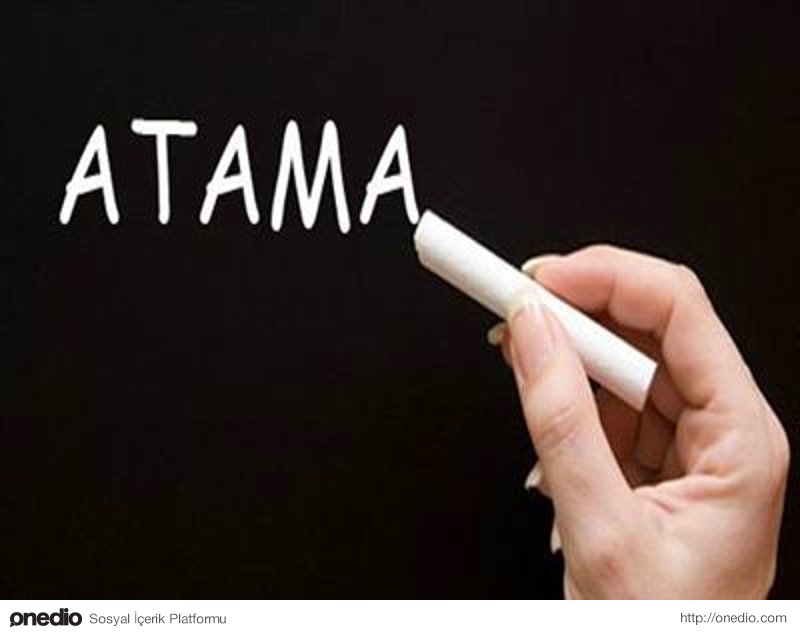 ATAMA
onedio Sosyal İçerik Platformu
http://onedio.com